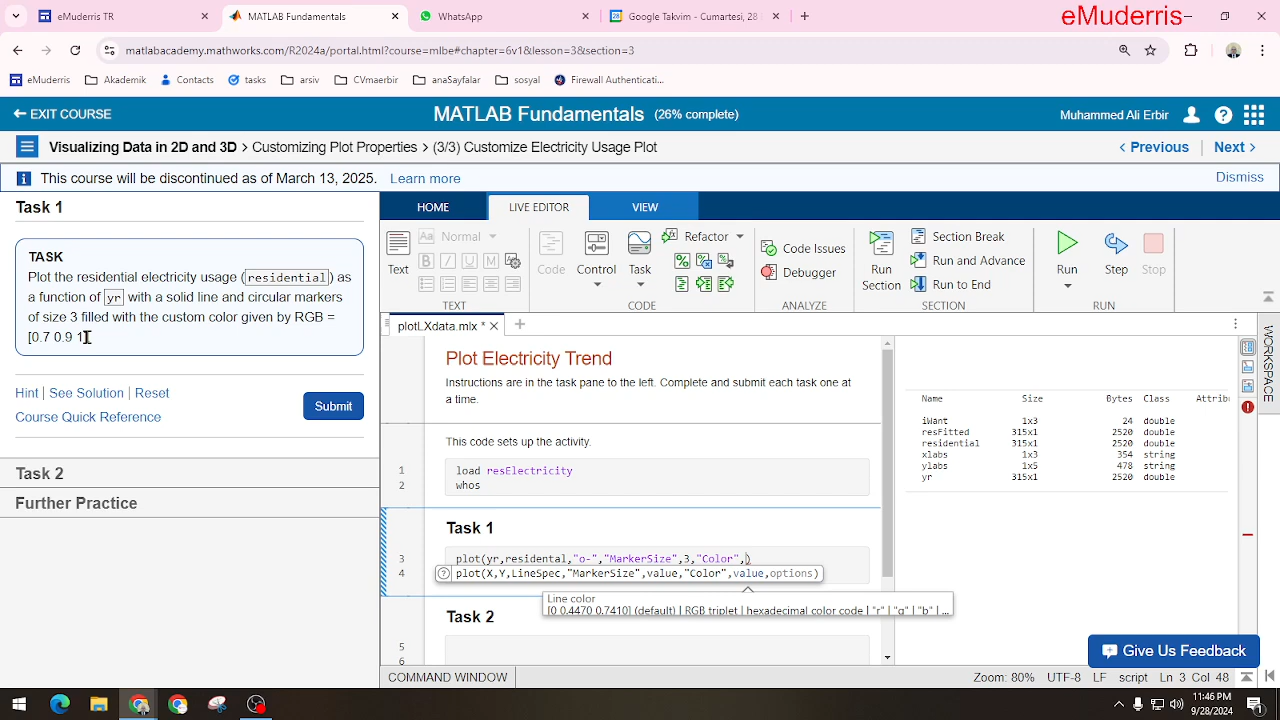 eMuderris TR
MATLAB Fundamentals
WhatsApp
Google Takvim - Cumartesi, 28
eMuderris
matlabacademy.mathworks.com/R2024a/portal.html?course=mlbe#chapter=6v1&lesson=3&section=3
eMuderris
Akademik
Contacts
tasks
arsiv
CVmaerbir
anaSayfalar
sosyal
Firewall Authenticati...
EXIT COURSE
MATLAB Fundamentals (26% complete)
Muhammed Ali Erbir
Visualizing Data in 2D and 3D > Customizing Plot Properties > (3/3) Customize Electricity Usage Plot
< Previous
Next >
This course will be discontinued as of March 13, 2025. Learn more
Dismiss
Task 1
TASK
Plot the residential electricity usage (residential) as
a function of yr with a solid line and circular markers
of size 3 filled with the custom color given by RGB =
[0.7 0.9 1
Hint | See Solution | Reset
Course Quick Reference
Submit
Task 2
Further Practice
HOME
LIVE EDITOR
VIEW
Text
Aa Normal
B I U M
TEXT
Code
Control
Task
Refactor
CODE
Code Issues
Debugger
ANALYZE
Run
Section
Section Break
Run and Advance
Run to End
SECTION
Run
Step
Stop
RUN
plotLXdata.mlx *
Plot Electricity Trend
Instructions are in the task pane to the left. Complete and submit each task one at
a time.
This code sets up the activity.
1 load resElectricity
2 whos
Task 1
3 plot(yr,residental,"o-","MarkerSize",3,"Color",)
4
plot(X,Y,LineSpec,"MarkerSize",value,"Color",value,options)
Line color
[0 0.4470 0.7410] (default) | RGB triplet | hexadecimal color code | "r" | "g" | "b" | ...
Task 2
5
6
Name Size Bytes Class Attribu
iWant 1x3 24 double
resFitted 315x1 2520 double
residential 315x1 2520 double
xlabs 1x3 354 string
ylabs 1x5 478 string
yr 315x1 2520 double
WORKSPACE
Give Us Feedback
COMMAND WINDOW
Zoom: 80% UTF-8 LF script Ln 3 Col 48
11:46 PM
9/28/2024